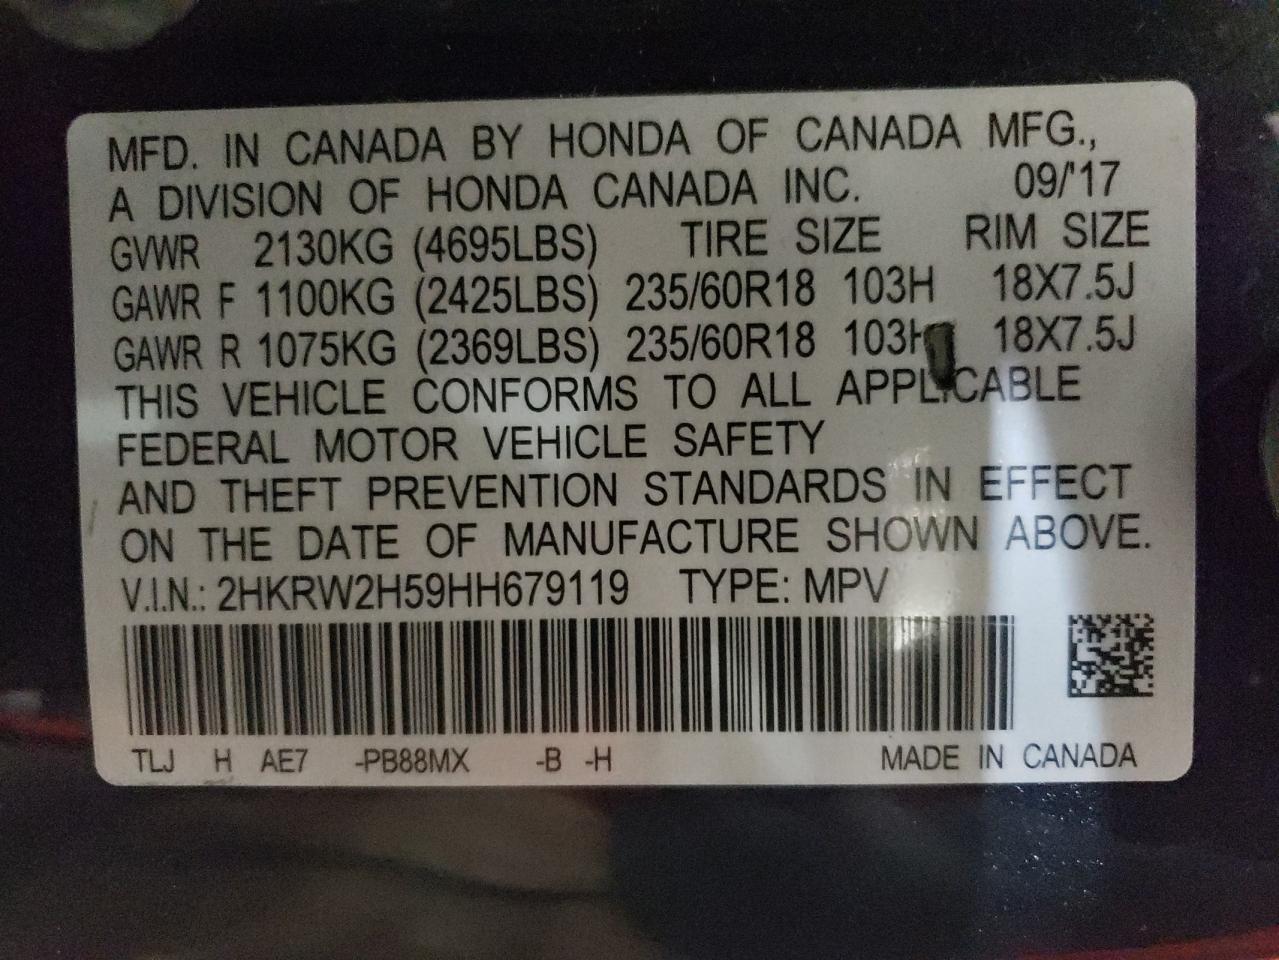 MFD. IN CANADA BY HONDA OF CANADA MFG.,
A DIVISION OF HONDA CANADA INC. 09/'17
GVWR 2130KG (4695LBS) TIRE SIZE RIM SIZE
GAWR F 1100KG (2425LBS) 235/60R18 103H 18X7.5J
GAWR R 1075KG (2369LBS) 235/60R18 103H 18X7.5J
THIS VEHICLE CONFORMS TO ALL APPLICABLE
FEDERAL MOTOR VEHICLE SAFETY
AND THEFT PREVENTION STANDARDS IN EFFECT
ON THE DATE OF MANUFACTURE SHOWN ABOVE.
V.I.N.: 2HKRW2H59HH679119 TYPE: MPV
TLJ H AE7 -PB88MX -B -H MADE IN CANADA